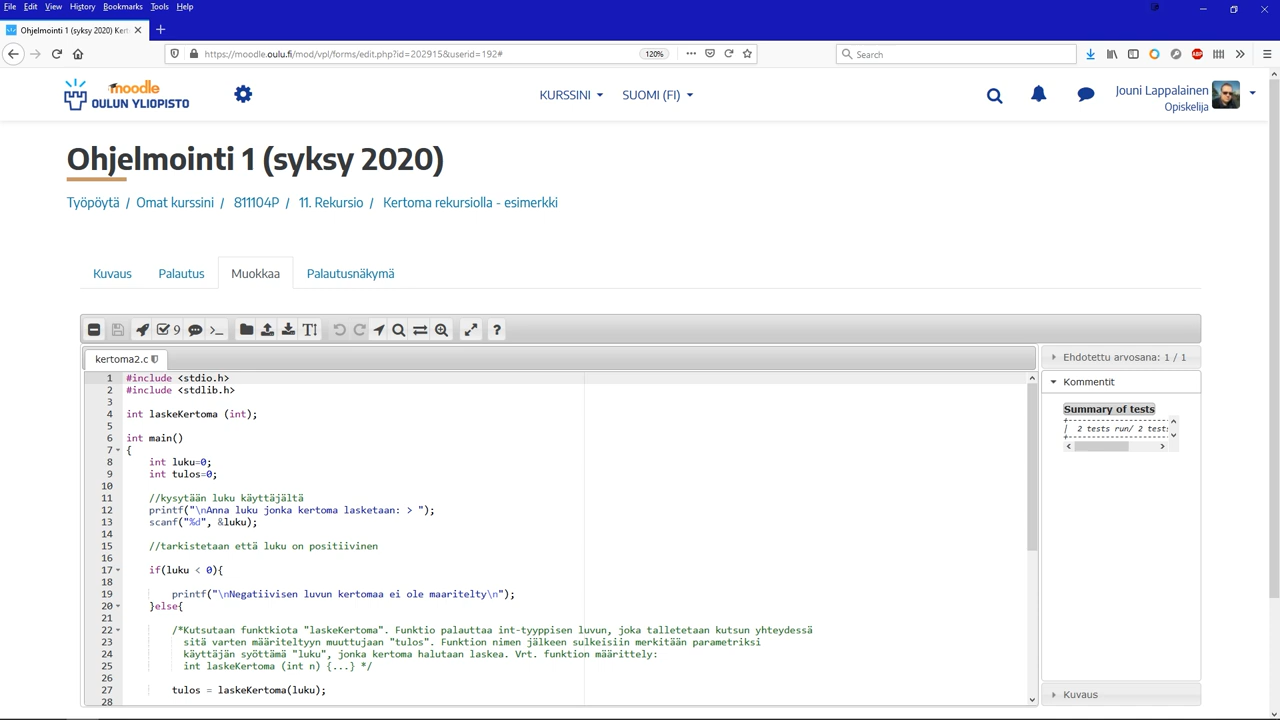 File Edit View History Bookmarks Tools Help
Ohjelmointi 1 (syksy 2020) Kert
https://moodle.oulu.fi/mod/vpl/forms/edit.php?id=202915&userid=192#
120%
Search
moodle
OULUN YLIOPISTO
KURSSINI
SUOMI (FI)
Jouni Lappalainen
Opiskelija
Ohjelmointi 1 (syksy 2020)
Työpöytä / Omat kurssini / 811104P / 11. Rekursio / Kertoma rekursiolla - esimerkki
Kuvaus Palautus Muokkaa Palautusnäkymä
9
kertoma2.c
1 #include <stdio.h>
2 #include <stdlib.h>
3
4 int laskeKertoma (int);
5
6 int main()
7 {
8 int luku=0;
9 int tulos=0;
10
11 //kysytään luku käyttäjältä
12 printf("\nAnna luku jonka kertoma lasketaan: > ");
13 scanf("%d", &luku);
14
15 //tarkistetaan että luku on positiivinen
16
17 if(luku < 0){
18
19 printf("\nNegatiivisen luvun kertomaa ei ole maaritelty\n");
20 }else{
21
22 /*Kutsutaan funktkiota "laskeKertoma". Funktio palauttaa int-tyyppisen luvun, joka talletetaan kutsun yhteydessä
23 sitä varten määriteltyyn muuttujaan "tulos". Funktion nimen jälkeen sulkeisiin merkitään parametriksi
24 käyttäjän syöttämä "luku", jonka kertoma halutaan laskea. Vrt. funktion määrittely:
25 int laskeKertoma (int n) {...} */
26
27 tulos = laskeKertoma(luku);
28
Ehdotettu arvosana: 1 / 1
Kommentit
Summary of tests
+------------------
| 2 tests run/ 2 test
+------------------
Kuvaus